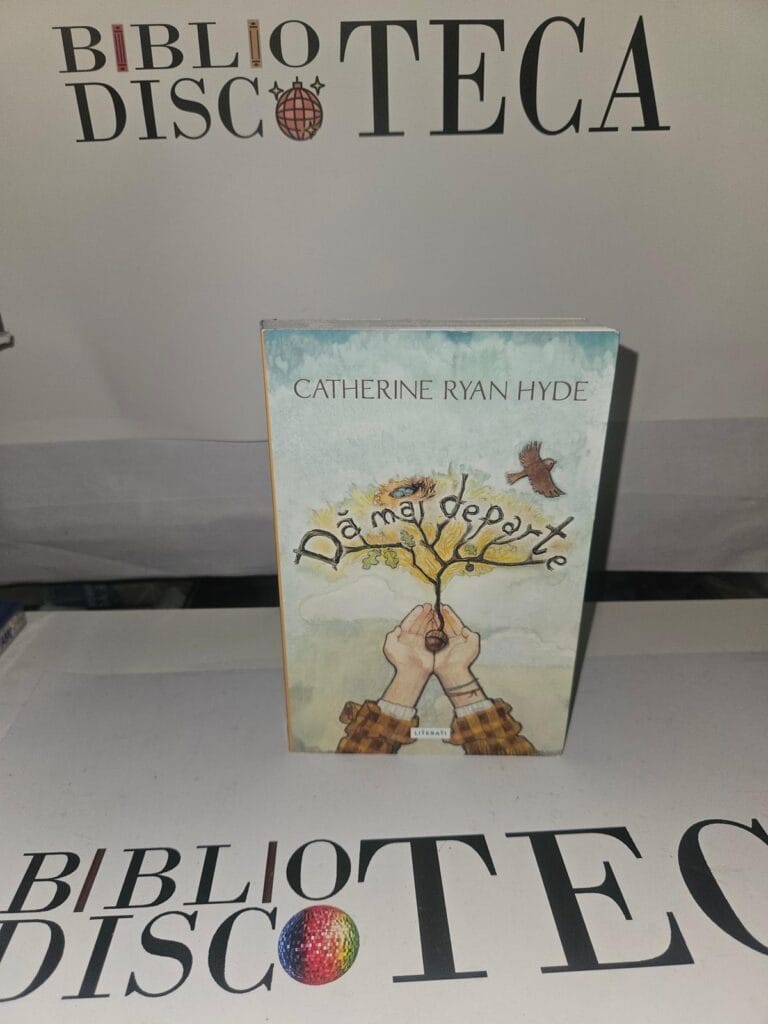 BIBLIO
DISCOTECA
CATHERINE RYAN HYDE
Dă mai departe
LITERATI
BIBLIO
DISCOTEC